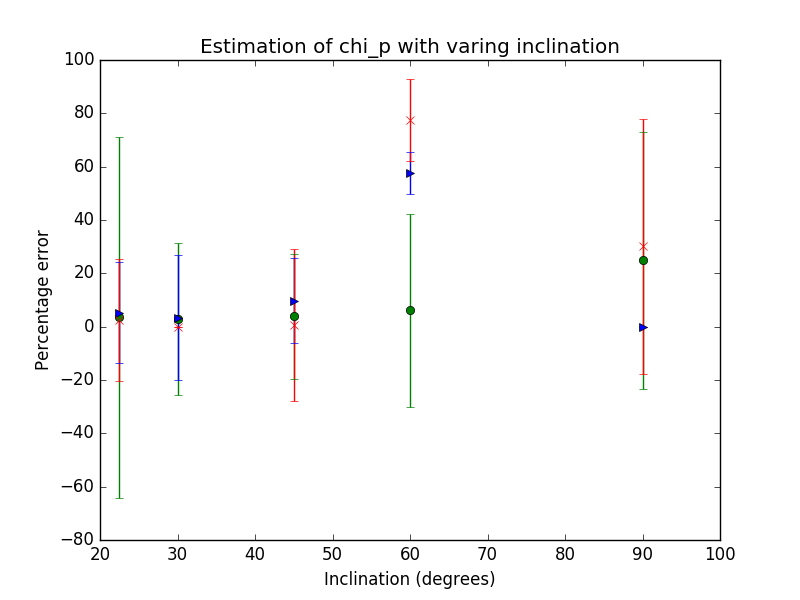 Estimation of chi_p with varing inclination
100
80
60
40
20
0
−20
−40
−60
−80
Percentage error
20 30 40 50 60 70 80 90 100
Inclination (degrees)